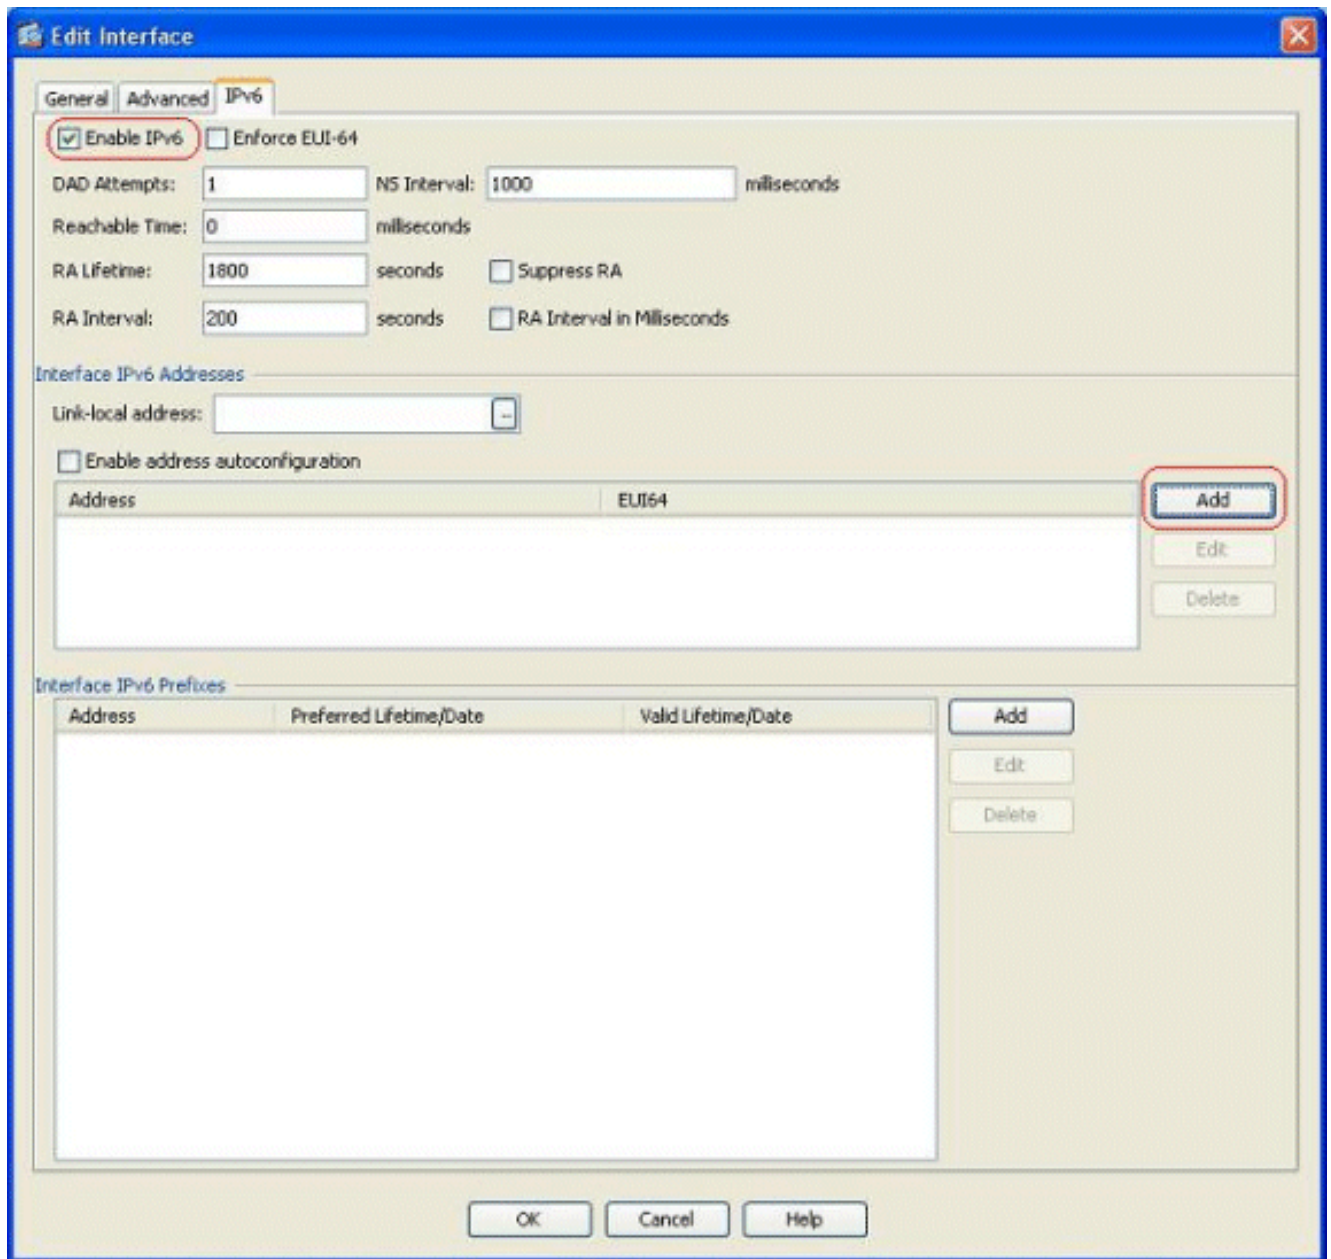 Edit Interface
General Advanced IPv6
Enable IPv6 Enforce EUI-64
DAD Attempts: 1 NS Interval: 1000 milliseconds
Reachable Time: 0 milliseconds
RA Lifetime: 1800 seconds Suppress RA
RA Interval: 200 seconds RA Interval in Milliseconds
Interface IPv6 Addresses
Link-local address: ...
Enable address autoconfiguration
Address EUI64 Add
Edit
Delete
Interface IPv6 Prefixes
Address Preferred Lifetime/Date Valid Lifetime/Date Add
Edit
Delete
OK Cancel Help